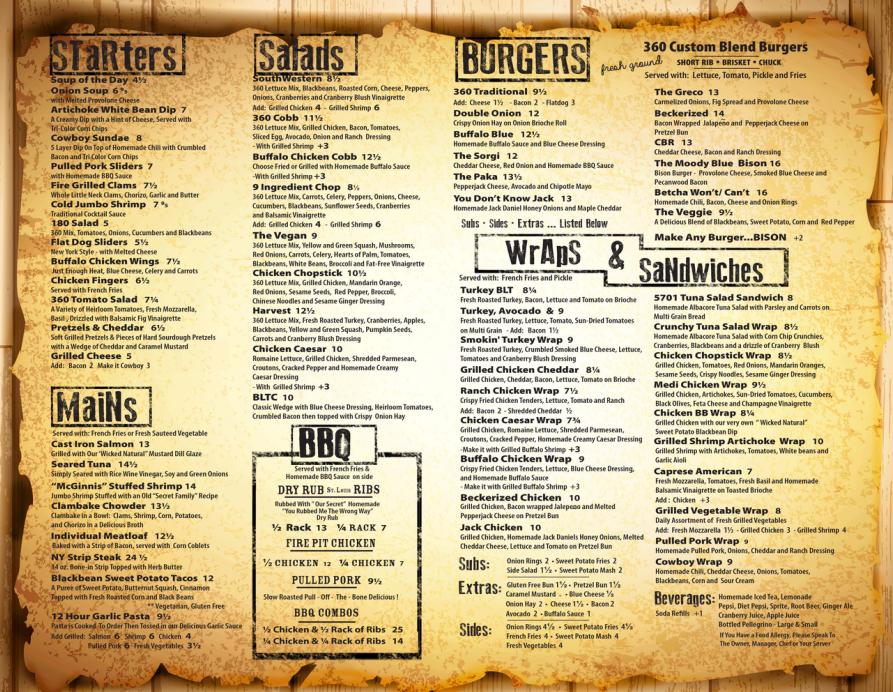 STaRters
Soup of the Day 4½
Onion Soup 6⁹⁵
with Melted Provolone Cheese
Artichoke White Bean Dip 7
A Creamy Dip with a Hint of Cheese, Served with
Tri-Color Corn Chips
Cowboy Sundae 8
5 Layer Dip On Top of Homemade Chili with Crumbled
Bacon and Tri Color Corn Chips
Pulled Pork Sliders 7
with Homemade BBQ Sauce
Fire Grilled Clams 7½
Whole Little Neck Clams, Chorizo, Garlic and Butter
Cold Jumbo Shrimp 7⁹⁵
Traditional Cocktail Sauce
180 Salad 5
360 Mix, Tomatoes, Onions, Cucumbers and Blackbeans
Flat Dog Sliders 5½
New York Style - with Melted Cheese
Buffalo Chicken Wings 7½
Just Enough Heat, Blue Cheese, Celery and Carrots
Chicken Fingers 6½
Served with French Fries
360 Tomato Salad 7¼
A Variety of Heirloom Tomatoes, Fresh Mozzarella,
Basil; Drizzled with Balsamic Fig Vinaigrette
Pretzels & Cheddar 6½
Soft Grilled Pretzels & Pieces of Hard Sourdough Pretzels
with a Wedge of Cheddar and Caramel Mustard
Grilled Cheese 5
Add: Bacon 2 Make it Cowboy 3
MaiNs
Served with: French Fries or Fresh Sauteed Vegetable
Cast Iron Salmon 13
Grilled with Our 'Wicked Natural" Mustard Dill Glaze
Seared Tuna 14½
Simply Seared with Rice Wine Vinegar, Soy and Green Onions
"McGinnis" Stuffed Shrimp 14
Jumbo Shrimp Stuffed with an Old "Secret Family" Recipe
Clambake Chowder 13½
Clambake in a Bowl: Clams, Shrimp, Corn, Potatoes,
and Chorizo in a Delicious Broth
Individual Meatloaf 12½
Baked with a Strip of Bacon, served with Corn Coblets
NY Strip Steak 24½
14 oz. Bone-in Strip Topped with Herb Butter
Blackbean Sweet Potato Tacos 12
A Puree of Sweet Potato, Butternut Squash, Cinnamon
Topped with Fresh Roasted Corn and Black Beans
**Vegetarian, Gluten Free
12 Hour Garlic Pasta 9½
Pasta is Cooked To Order Then Tossed in our Delicious Garlic Sauce
Add Grilled: Salmon 6 Shrimp 6 Chicken 4
Pulled Pork 6 Fresh Vegetables 3½
Salads
SouthWestern 8½
360 Lettuce Mix, Blackbeans, Roasted Corn, Cheese, Peppers,
Onions, Cranberries and Cranberry Blush Vinaigrette
Add: Grilled Chicken 4 - Grilled Shrimp 6
360 Cobb 11½
360 Lettuce Mix, Grilled Chicken, Bacon, Tomatoes,
Sliced Egg, Avocado, Onion and Ranch Dressing
-With Grilled Shrimp +3
Buffalo Chicken Cobb 12½
Choose Fried or Grilled with Homemade Buffalo Sauce
-With Grilled Shrimp +3
9 Ingredient Chop 8½
360 Lettuce Mix, Carrots, Celery, Peppers, Onions, Cheese,
Cucumbers, Blackbeans, Sunflower Seeds, Cranberries
and Balsamic Vinaigrette
Add: Grilled Chicken 4 - Grilled Shrimp 6
The Vegan 9
360 Lettuce Mix, Yellow and Green Squash, Mushrooms,
Red Onions, Carrots, Celery, Hearts of Palm, Tomatoes,
Blackbeans, White Beans, Broccoli and Fat-Free Vinaigrette
Chicken Chopstick 10½
360 Lettuce Mix, Grilled Chicken, Mandarin Orange,
Red Onions, Sesame Seeds, Red Pepper, Broccoli,
Chinese Noodles and Sesame Ginger Dressing
Harvest 12½
360 Lettuce Mix, Fresh Roasted Turkey, Cranberries, Apples,
Blackbeans, Yellow and Green Squash, Pumpkin Seeds,
Carrots and Cranberry Blush Dressing
Chicken Caesar 10
Romaine Lettuce, Grilled Chicken, Shredded Parmesean,
Croutons, Cracked Pepper and Homemade Creamy
Caesar Dressing
- With Grilled Shrimp +3
BLTC 10
Classic Wedge with Blue Cheese Dressing, Heirloom Tomatoes,
Crumbled Bacon then topped with Crispy Onion Hay
BBQ
Served with French Fries &
Homemade BBQ Sauce on side
DRY RUB St. Louis RIBS
Rubbed With "Our Secret" Homemade
"You Rubbed Me The Wrong Way"
Dry Rub
½ Rack 13 ¼ RACK 7
FIRE PIT CHICKEN
½ CHICKEN 12 ¼ CHICKEN 7
PULLED PORK 9½
Slow Roasted Pull - Off - The - Bone Delicious!
BBQ COMBOS
½ Chicken & ½ Rack of Ribs 25
¼ Chicken & ¼ Rack of Ribs 14
BURGERS
fresh ground
360 Custom Blend Burgers
SHORT RIB • BRISKET • CHUCK
Served with: Lettuce, Tomato, Pickle and Fries
360 Traditional 9½
Add: Cheese 1½ - Bacon 2 - Flatdog 3
Double Onion 12
Crispy Onion Hay on Onion Brioche Roll
Buffalo Blue 12½
Homemade Buffalo Sauce and Blue Cheese Dressing
The Sorgi 12
Cheddar Cheese, Red Onion and Homemade BBQ Sauce
The Paka 13½
Pepperjack Cheese, Avocado and Chipotle Mayo
You Don't Know Jack 13
Homemade Jack Daniel Honey Onions and Maple Cheddar
Subs • Sides • Extras ... Listed Below
The Greco 13
Carmelized Onions, Fig Spread and Provolone Cheese
Beckerized 14
Bacon Wrapped Jalapeño and Pepperjack Cheese on
Pretzel Bun
CBR 13
Cheddar Cheese, Bacon and Ranch Dressing
The Moody Blue Bison 16
Bison Burger - Provolone Cheese, Smoked Blue Cheese and
Pecanwood Bacon
Betcha Won't/ Can't 16
Homemade Chili, Bacon, Cheese and Onion Rings
The Veggie 9½
A Delicious Blend of Blackbeans, Sweet Potato, Corn and Red Pepper
Make Any Burger...BISON +2
WrApS & SaNdwiches
Served with: French Fries and Pickle
Turkey BLT 8¼
Fresh Roasted Turkey, Bacon, Lettuce and Tomato on Brioche
Turkey, Avocado & 9
Fresh Roasted Turkey, Lettuce, Tomato, Sun-Dried Tomatoes
on Multi Grain - Add: Bacon 1½
Smokin' Turkey Wrap 9
Fresh Roasted Turkey, Crumbled Smoked Blue Cheese, Lettuce,
Tomatoes and Cranberry Blush Dressing
Grilled Chicken Cheddar 8¼
Grilled Chicken, Cheddar, Bacon, Lettuce, Tomato on Brioche
Ranch Chicken Wrap 7½
Crispy Fried Chicken Tenders, Lettuce, Tomato and Ranch
Add: Bacon 2 - Shredded Cheddar ½
Chicken Caesar Wrap 7¾
Grilled Chicken, Romaine Lettuce, Shredded Parmesean,
Croutons, Cracked Pepper, Homemade Creamy Caesar Dressing
-Make it with Grilled Shrimp +3
Buffalo Chicken Wrap 9
Crispy Fried Chicken Tenders, Lettuce, Blue Cheese Dressing,
and Homemade Buffalo Sauce
- Make it with Grilled Buffalo Shrimp +3
Beckerized Chicken 10
Grilled Chicken, Bacon wrapped Jalepeno and Melted
Pepperjack Cheese on Pretzel Bun
Jack Chicken 10
Grilled Chicken, Homemade Jack Daniels Honey Onions, Melted
Cheddar Cheese, Lettuce, Tomato on Pretzel Bun
Subs: Onion Rings 2 • Sweet Potato Fries 2
Side Salad 1½ • Sweet Potato Mash 2
Extras: Gluten Free Bun 1½ • Pretzel Bun 1½
Caramel Mustard .. • Blue Cheese ½
Onion Hay 2 • Cheese 1½ • Bacon 2
Avocado 2 • Buffalo Sauce 1
Sides: Onion Rings 4½ • Sweet Potato Fries 4½
French Fries 4 • Sweet Potato Mash 4
Fresh Vegetables 4
5701 Tuna Salad Sandwich 8
Homemade Albacore Tuna Salad with Parsley and Carrots on
Multi Grain Bread
Crunchy Tuna Salad Wrap 8½
Homemade Albacore Tuna Salad with Corn Chip Crunchies,
Cranberries, Blackbeans and a drizzle of Cranberry Blush
Chicken Chopstick Wrap 8½
Grilled Chicken, Tomatoes, Red Onions, Mandarin Oranges,
Sesame Seeds, Crispy Noodles, Sesame Ginger Dressing
Medi Chicken Wrap 9½
Grilled Chicken, Artichokes, Sun-Dried Tomatoes, Cucumbers,
Black Olives, Feta Cheese and Champagne Vinaigrette
Chicken BB Wrap 8¼
Grilled Chicken with our very own " Wicked Natural"
Sweet Potato Blackbean Dip
Grilled Shrimp Artichoke Wrap 10
Grilled Shrimp with Artichokes, Tomatoes, White beans and
Garlic Aioli
Caprese American 7
Fresh Mozzarella, Tomatoes, Fresh Basil and Homemade
Balsamic Vinaigrette on Toasted Brioche
Add: Chicken +3
Grilled Vegetable Wrap 8
Daily Assortment of Fresh Grilled Vegetables
Add: Fresh Mozzarella 1½ - Grilled Chicken 3 - Grilled Shrimp 4
Pulled Pork Wrap 9
Homemade Pulled Pork, Onions, Cheddar and Ranch Dressing
Cowboy Wrap 9
Homemade Chili, Cheddar Cheese, Onions, Tomatoes,
Blackbeans, Corn and Sour Cream
Beverages: Homemade Iced Tea, Lemonade
Soda Refills +1 Pepsi, Diet Pepsi, Sprite, Root Beer, Ginger Ale
Cranberry Juice, Apple Juice
Bottled Pellegrino - Large & Small
If You Have a Food Allergy, Please Speak To
The Owner, Manager, Chef or Your Server